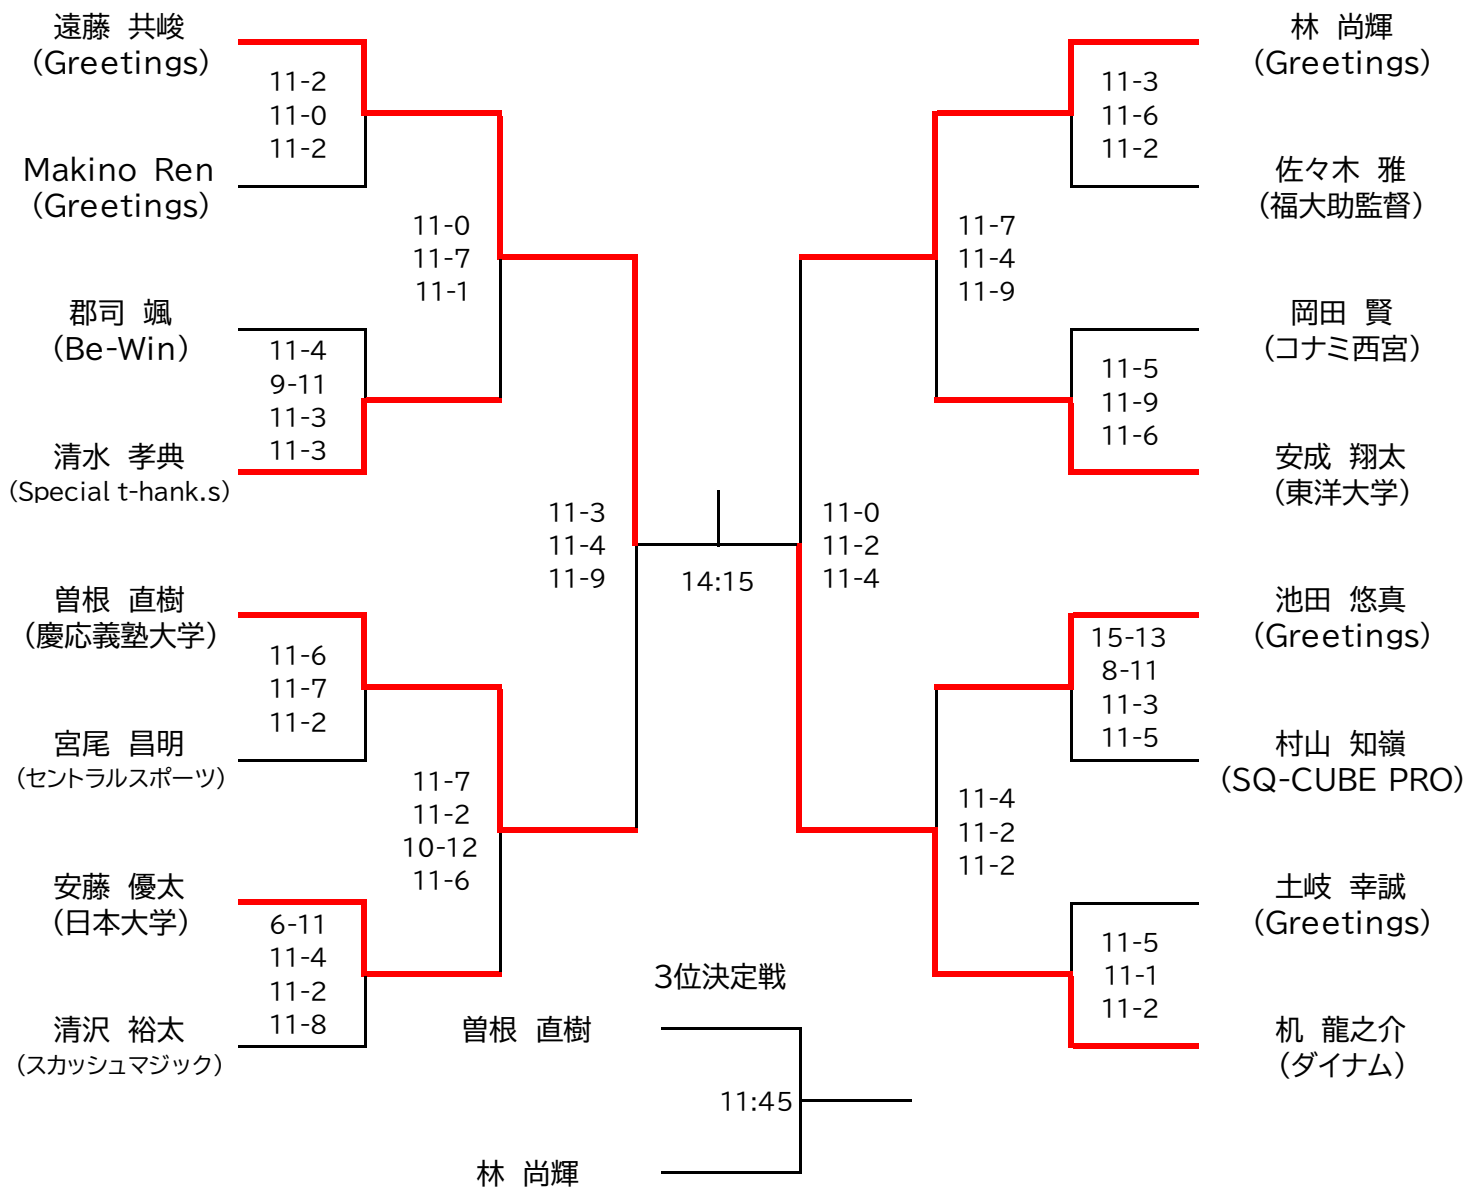 遠藤 共峻
(Greetings)
11-2
11-0
11-2
Makino Ren
(Greetings)
11-0
11-7
11-1
郡司 颯
(Be-Win)
11-4
9-11
11-3
11-3
清水 孝典
(Special t-hank.s)
11-3
11-4
11-9
曽根 直樹
(慶応義塾大学)
11-6
11-7
11-2
宮尾 昌明
(セントラルスポーツ)
11-7
11-2
10-12
11-6
安藤 優太
(日本大学)
6-11
11-4
11-2
11-8
清沢 裕太
(スカッシュマジック)
14:15
林 尚輝
(Greetings)
11-3
11-6
11-2
佐々木 雅
(福大助監督)
11-7
11-4
11-9
岡田 賢
(コナミ西宮)
11-5
11-9
11-6
安成 翔太
(東洋大学)
11-0
11-2
11-4
池田 悠真
(Greetings)
15-13
8-11
11-3
11-5
村山 知嶺
(SQ-CUBE PRO)
11-4
11-2
11-2
土岐 幸誠
(Greetings)
11-5
11-1
11-2
机 龍之介
(ダイナム)
3位決定戦
曽根 直樹
11:45
林 尚輝